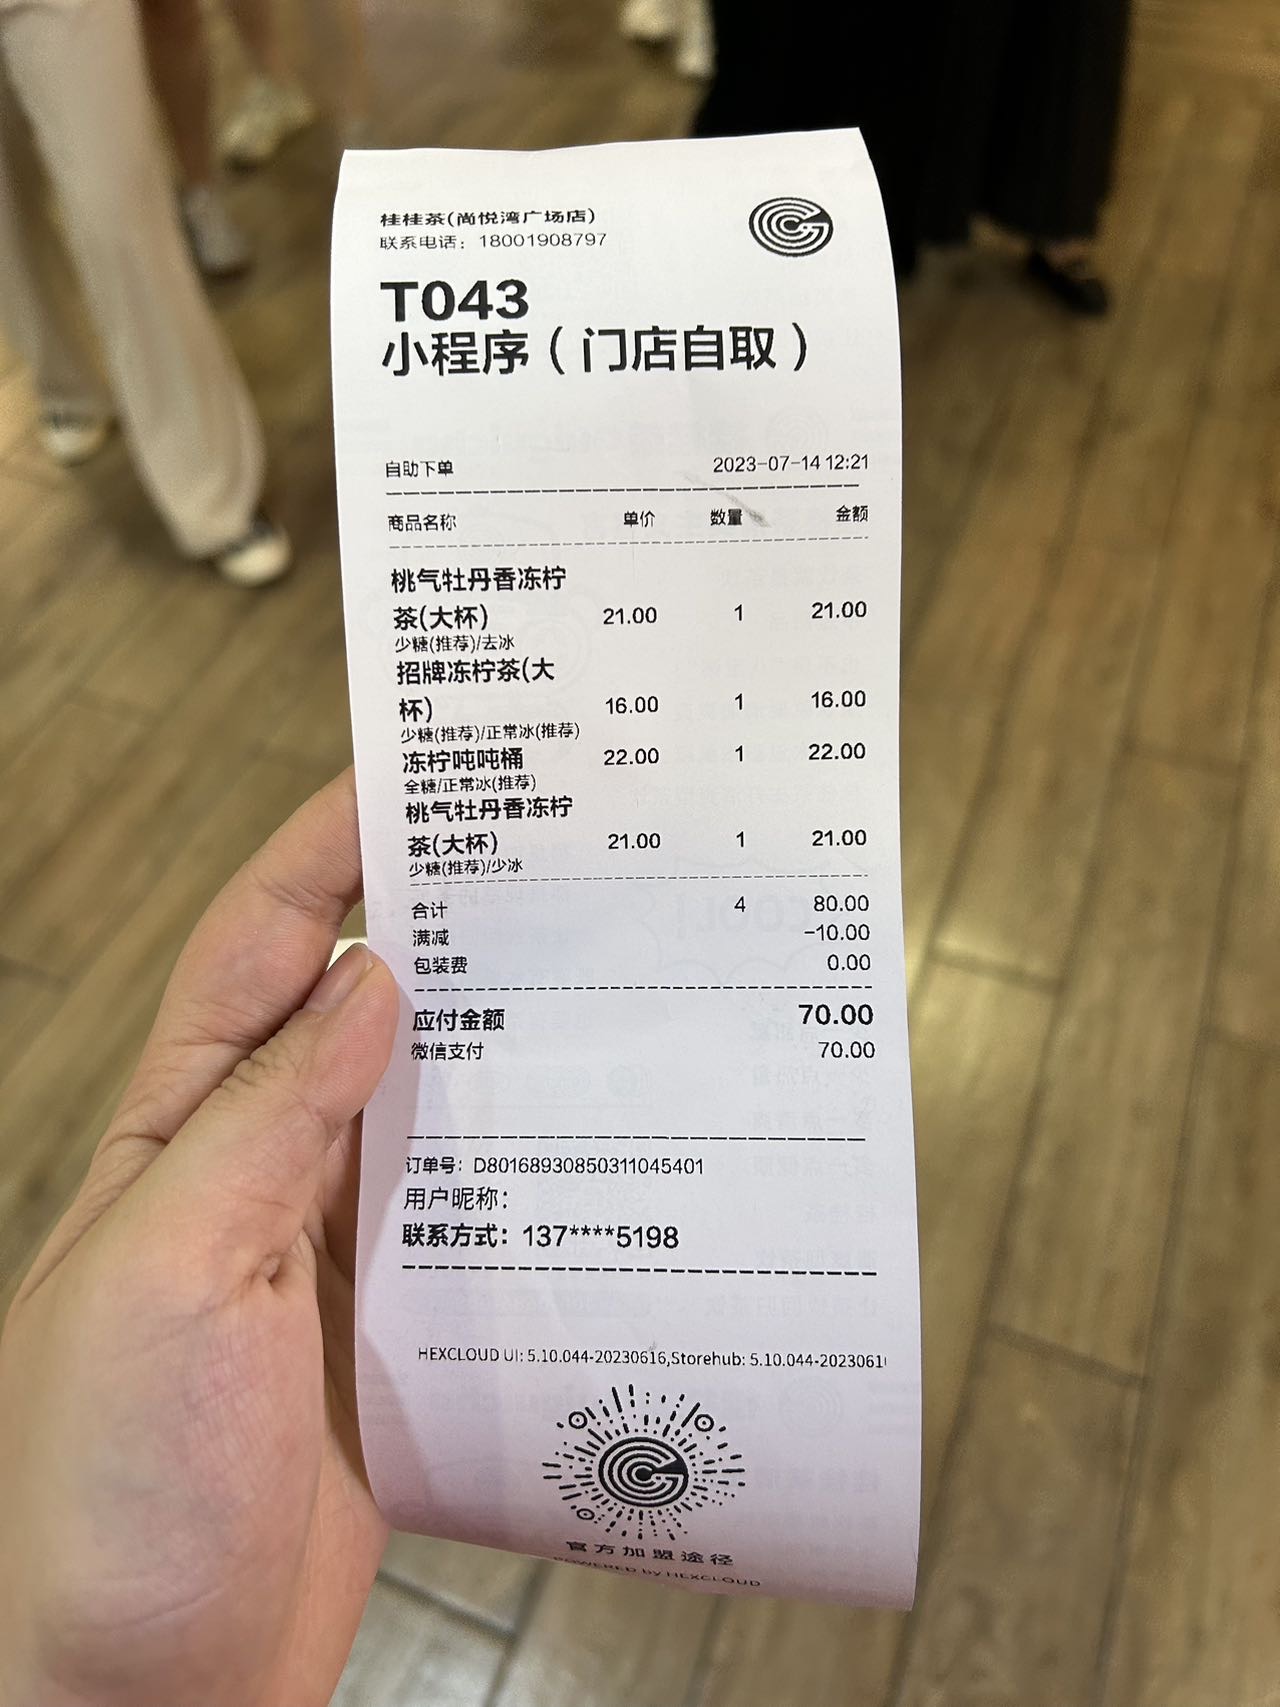 桂桂茶(尚悦湾广场店)
联系电话：18001908797
T043
小程序（门店自取）
自助下单 2023-07-14 12:21
商品名称 单价 数量 金额
桃气牡丹香冻柠
茶(大杯) 21.00 1 21.00
少糖(推荐)/去冰
招牌冻柠茶(大
杯) 16.00 1 16.00
少糖(推荐)/正常冰(推荐)
冻柠吨吨桶 22.00 1 22.00
全糖/正常冰(推荐)
桃气牡丹香冻柠
茶(大杯) 21.00 1 21.00
少糖(推荐)/少冰
合计 4 80.00
满减 -10.00
包装费 0.00
应付金额 70.00
微信支付 70.00
订单号：D80168930850311045401
用户昵称：
联系方式：137****5198
HEXCLOUD UI: 5.10.044-20230616,Storehub: 5.10.044-2023061
官方加盟途径
POWERED by HEXCLOUD